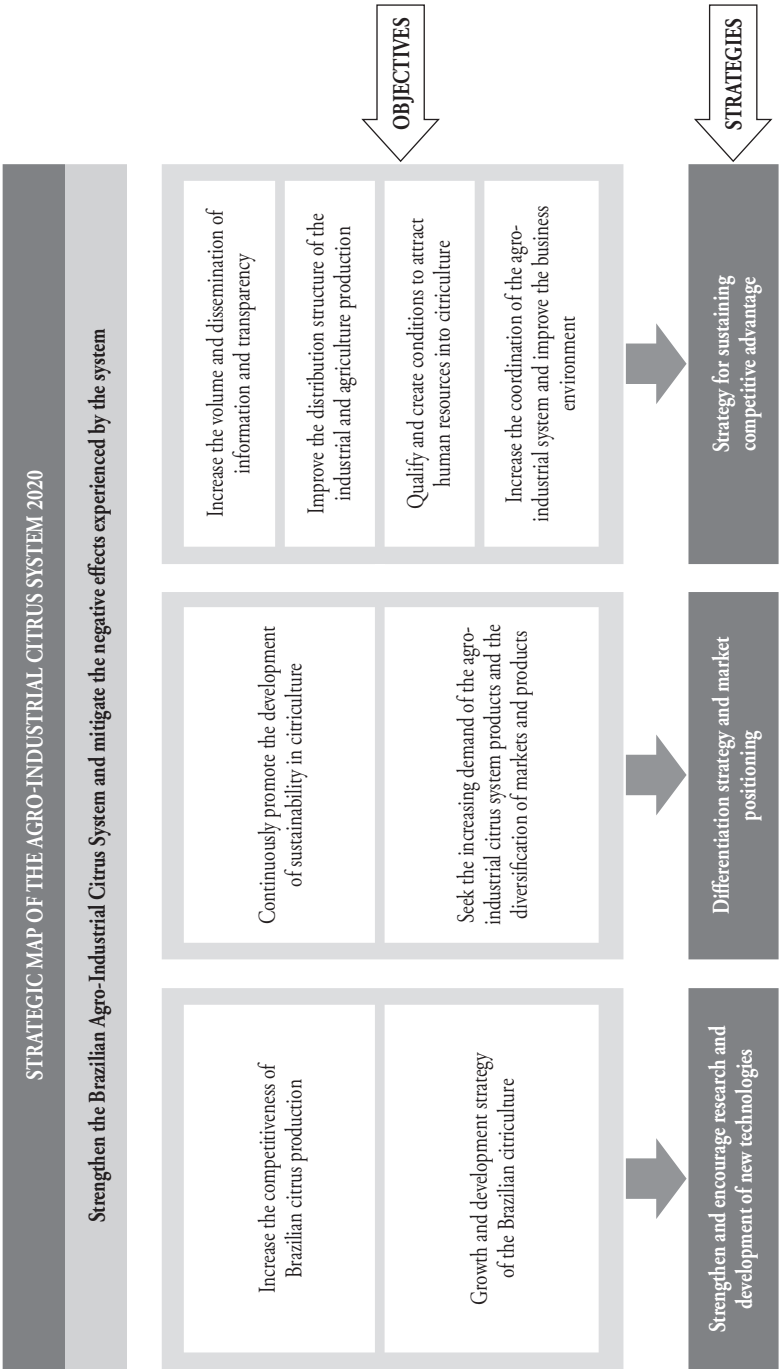 STRATEGIC MAP OF THE AGRO-INDUSTRIAL CITRUS SYSTEM 2020
Strengthen the Brazilian Agro-Industrial Citrus System and mitigate the negative effects experienced by the system
Increase the competitiveness of
Brazilian citrus production
Growth and development strategy
of the Brazilian citriculture
Strengthen and encourage research and
development of new technologies
Continuously promote the development
of sustainability in citriculture
Seek the increasing demand of the agro-
industrial citrus system products and the
diversification of markets and products
Differentiation strategy and market
positioning
Increase the volume and dissemination of
information and transparency
Improve the distribution structure of the
industrial and agriculture production
Qualify and create conditions to attract
human resources into citriculture
Increase the coordination of the agro-
industrial system and improve the business
environment
Strategy for sustaining
competitive advantage
OBJECTIVES
STRATEGIES